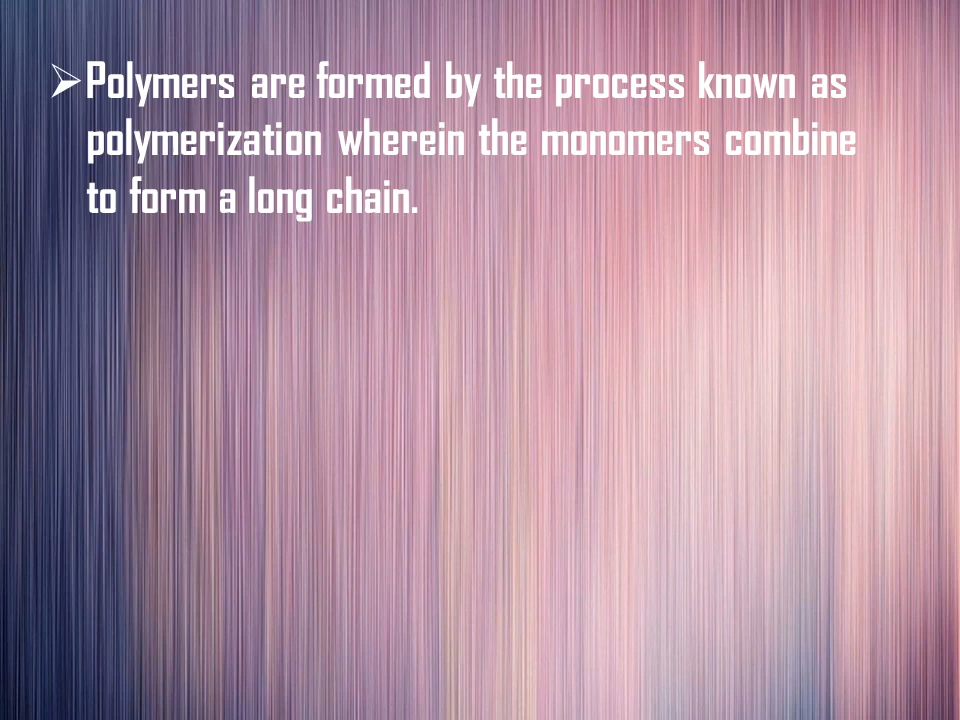 ➢Polymers are formed by the process known as
polymerization wherein the monomers combine
to form a long chain.